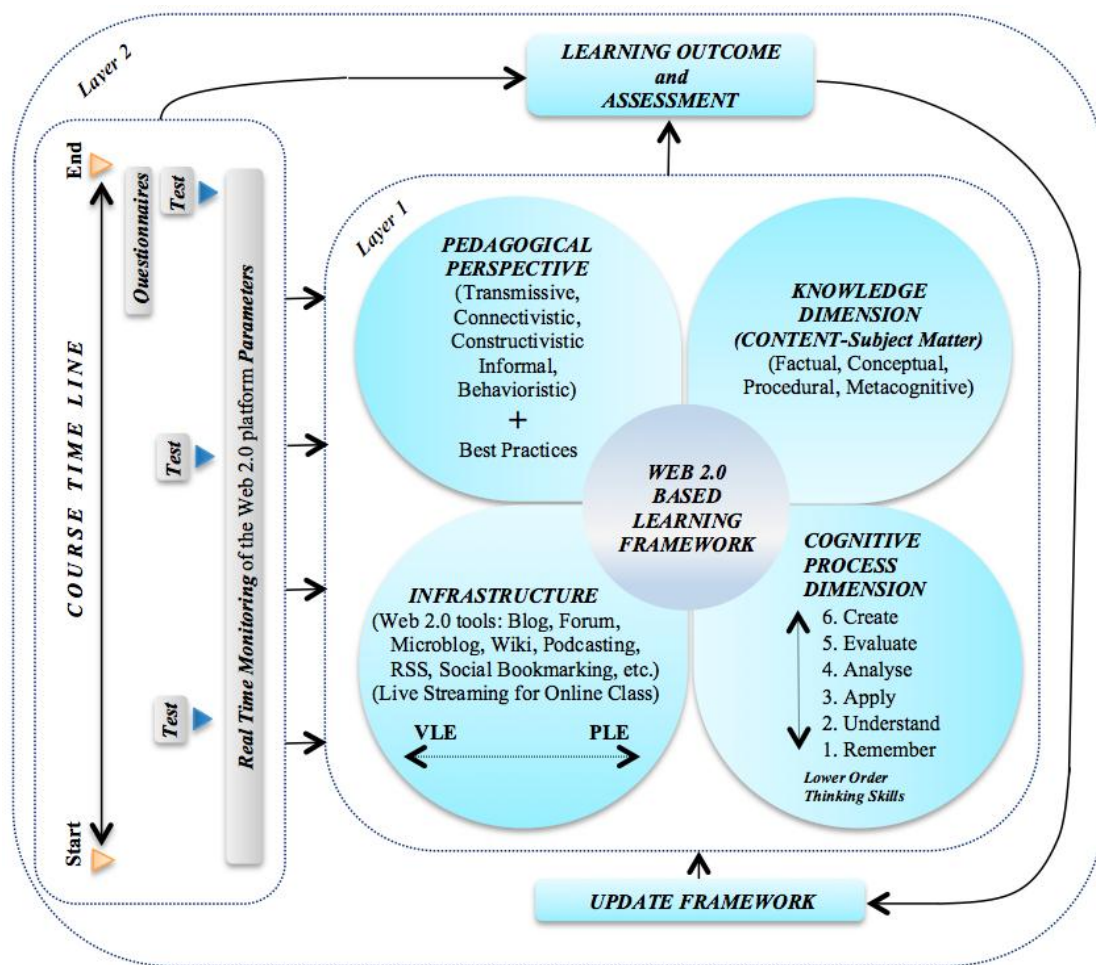 Layer 2
LEARNING OUTCOME
and
ASSESSMENT
End
COURSE TIME LINE
Start
Ouestionnaires
Test
Test
Test
Real Time Monitoring of the Web 2.0 platform Parameters
Layer 1
PEDAGOGICAL
PERSPECTIVE
(Transmissive,
Connectivistic,
Constructivistic
Informal,
Behavioristic)
+
Best Practices
KNOWLEDGE
DIMENSION
(CONTENT-Subject Matter)
(Factual, Conceptual,
Procedural, Metacognitive)
WEB 2.0
BASED
LEARNING
FRAMEWORK
INFRASTRUCTURE
(Web 2.0 tools: Blog, Forum,
Microblog, Wiki, Podcasting,
RSS, Social Bookmarking, etc.)
(Live Streaming for Online Class)
VLE PLE
COGNITIVE
PROCESS
DIMENSION
6. Create
5. Evaluate
4. Analyse
3. Apply
2. Understand
1. Remember
Lower Order
Thinking Skills
UPDATE FRAMEWORK